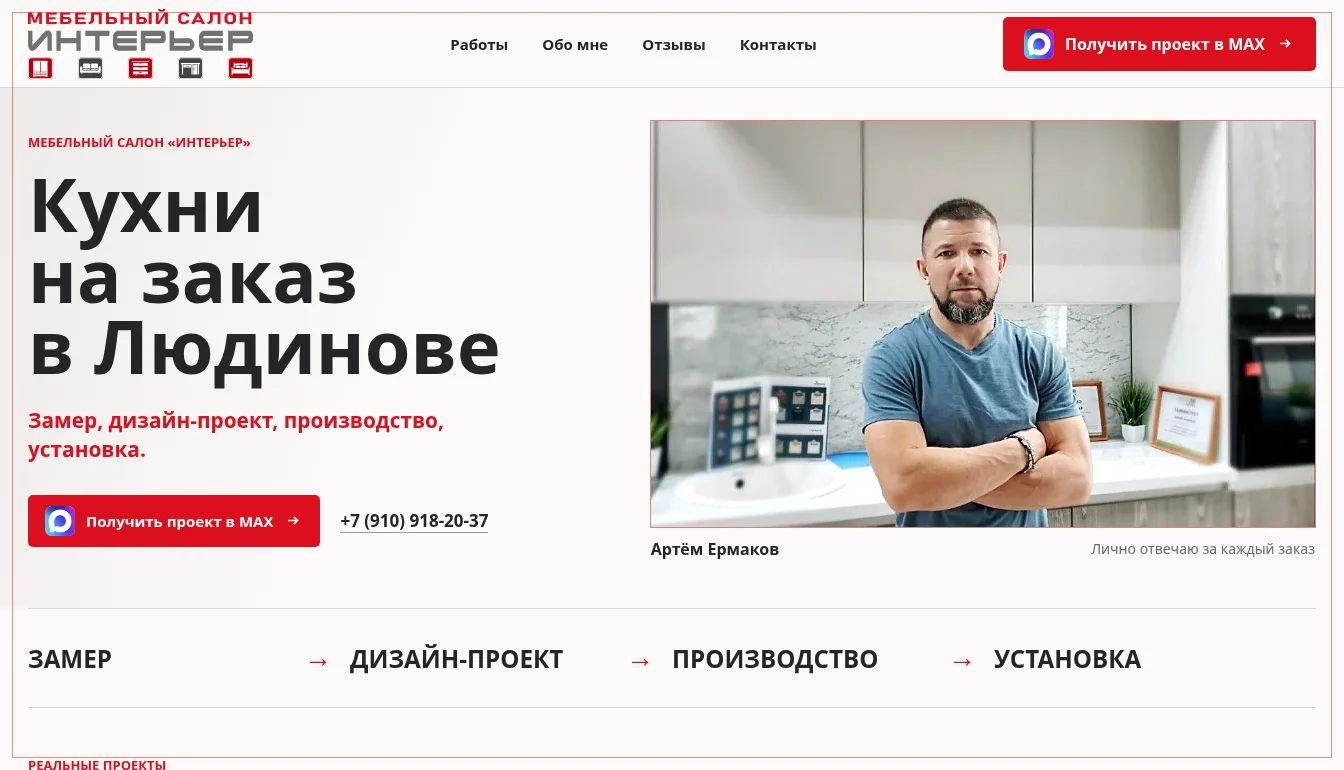 МЕБЕЛЬНЫЙ САЛОН
ИНТЕРЬЕР
Работы
Обо мне
Отзывы
Контакты
Получить проект в МАХ →
МЕБЕЛЬНЫЙ САЛОН «ИНТЕРЬЕР»
Кухни
на заказ
в Людинове
Замер, дизайн-проект, производство,
установка.
Получить проект в МАХ →
+7 (910) 918-20-37
Артём Ермаков
Лично отвечаю за каждый заказ
ЗАМЕР
→ ДИЗАЙН-ПРОЕКТ
→ ПРОИЗВОДСТВО
→ УСТАНОВКА
РЕАЛЬНЫЕ ПРОЕКТЫ